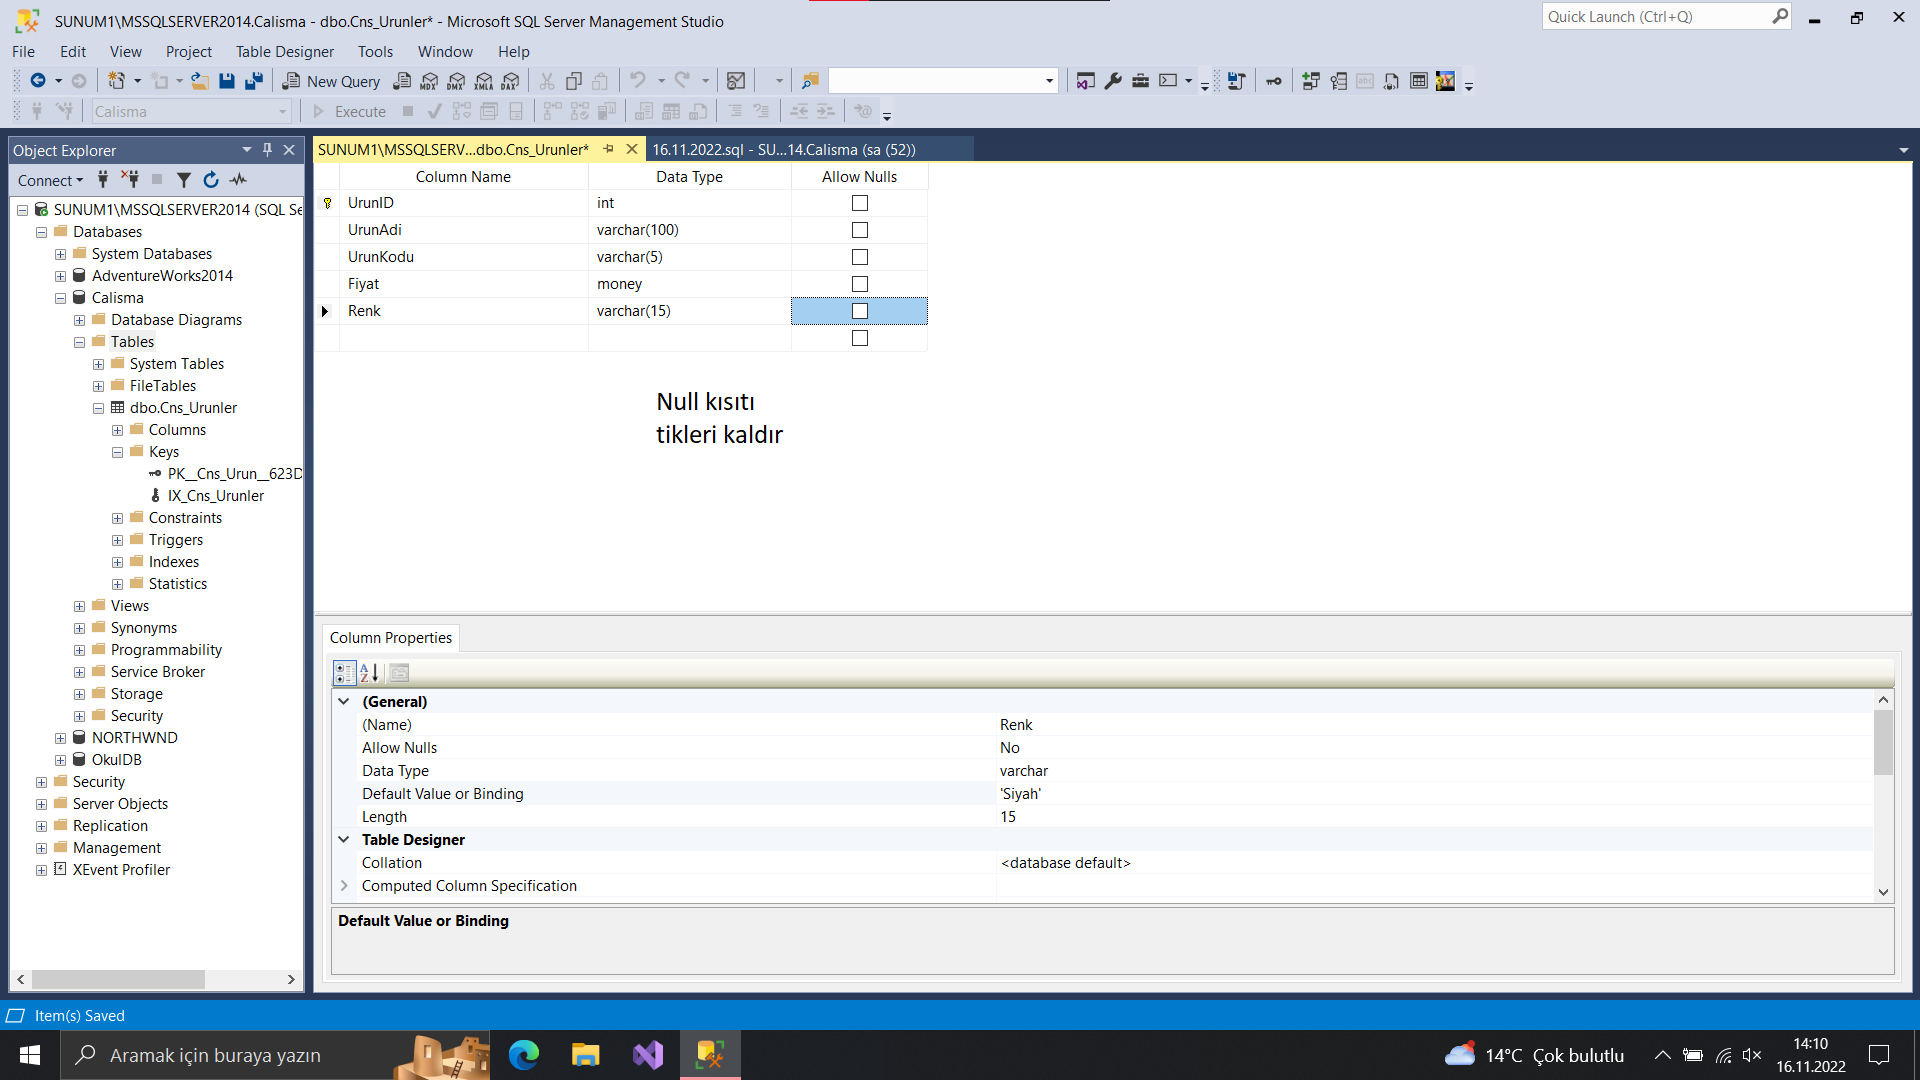 SUNUM1\MSSQLSERVER2014.Calisma - dbo.Cns_Urunler* - Microsoft SQL Server Management Studio
Quick Launch (Ctrl+Q)
File Edit View Project Table Designer Tools Window Help
New Query MDX DMX XMLA DAX
Calisma Execute
Object Explorer
Connect
SUNUM1\MSSQLSERVER2014 (SQL Se
Databases
System Databases
AdventureWorks2014
Calisma
Database Diagrams
Tables
System Tables
FileTables
dbo.Cns_Urunler
Columns
Keys
PK__Cns_Urun__623D
IX_Cns_Urunler
Constraints
Triggers
Indexes
Statistics
Views
Synonyms
Programmability
Service Broker
Storage
Security
NORTHWND
OkulDB
Security
Server Objects
Replication
Management
XEvent Profiler
SUNUM1\MSSQLSERV...dbo.Cns_Urunler* 16.11.2022.sql - SU...14.Calisma (sa (52))
Column Name Data Type Allow Nulls
UrunID int
UrunAdi varchar(100)
UrunKodu varchar(5)
Fiyat money
Renk varchar(15)
Null kısıtı
tikleri kaldır
Column Properties
(General)
(Name) Renk
Allow Nulls No
Data Type varchar
Default Value or Binding 'Siyah'
Length 15
Table Designer
Collation <database default>
Computed Column Specification
Default Value or Binding
Item(s) Saved
Aramak için buraya yazın
14°C Çok bulutlu
14:10
16.11.2022